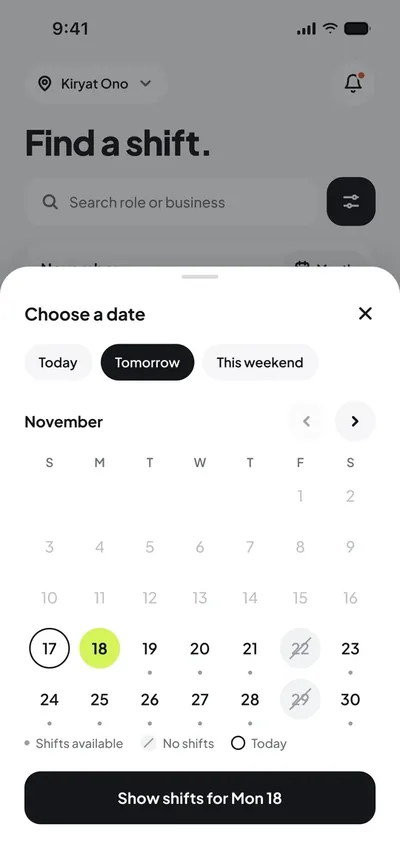 9:41
Kiryat Ono
Find a shift.
Search role or business
Choose a date
Today Tomorrow This weekend
November
S M T W T F S
1 2
3 4 5 6 7 8 9
10 11 12 13 14 15 16
17 18 19 20 21 22 23
24 25 26 27 28 29 30
Shifts available No shifts Today
Show shifts for Mon 18